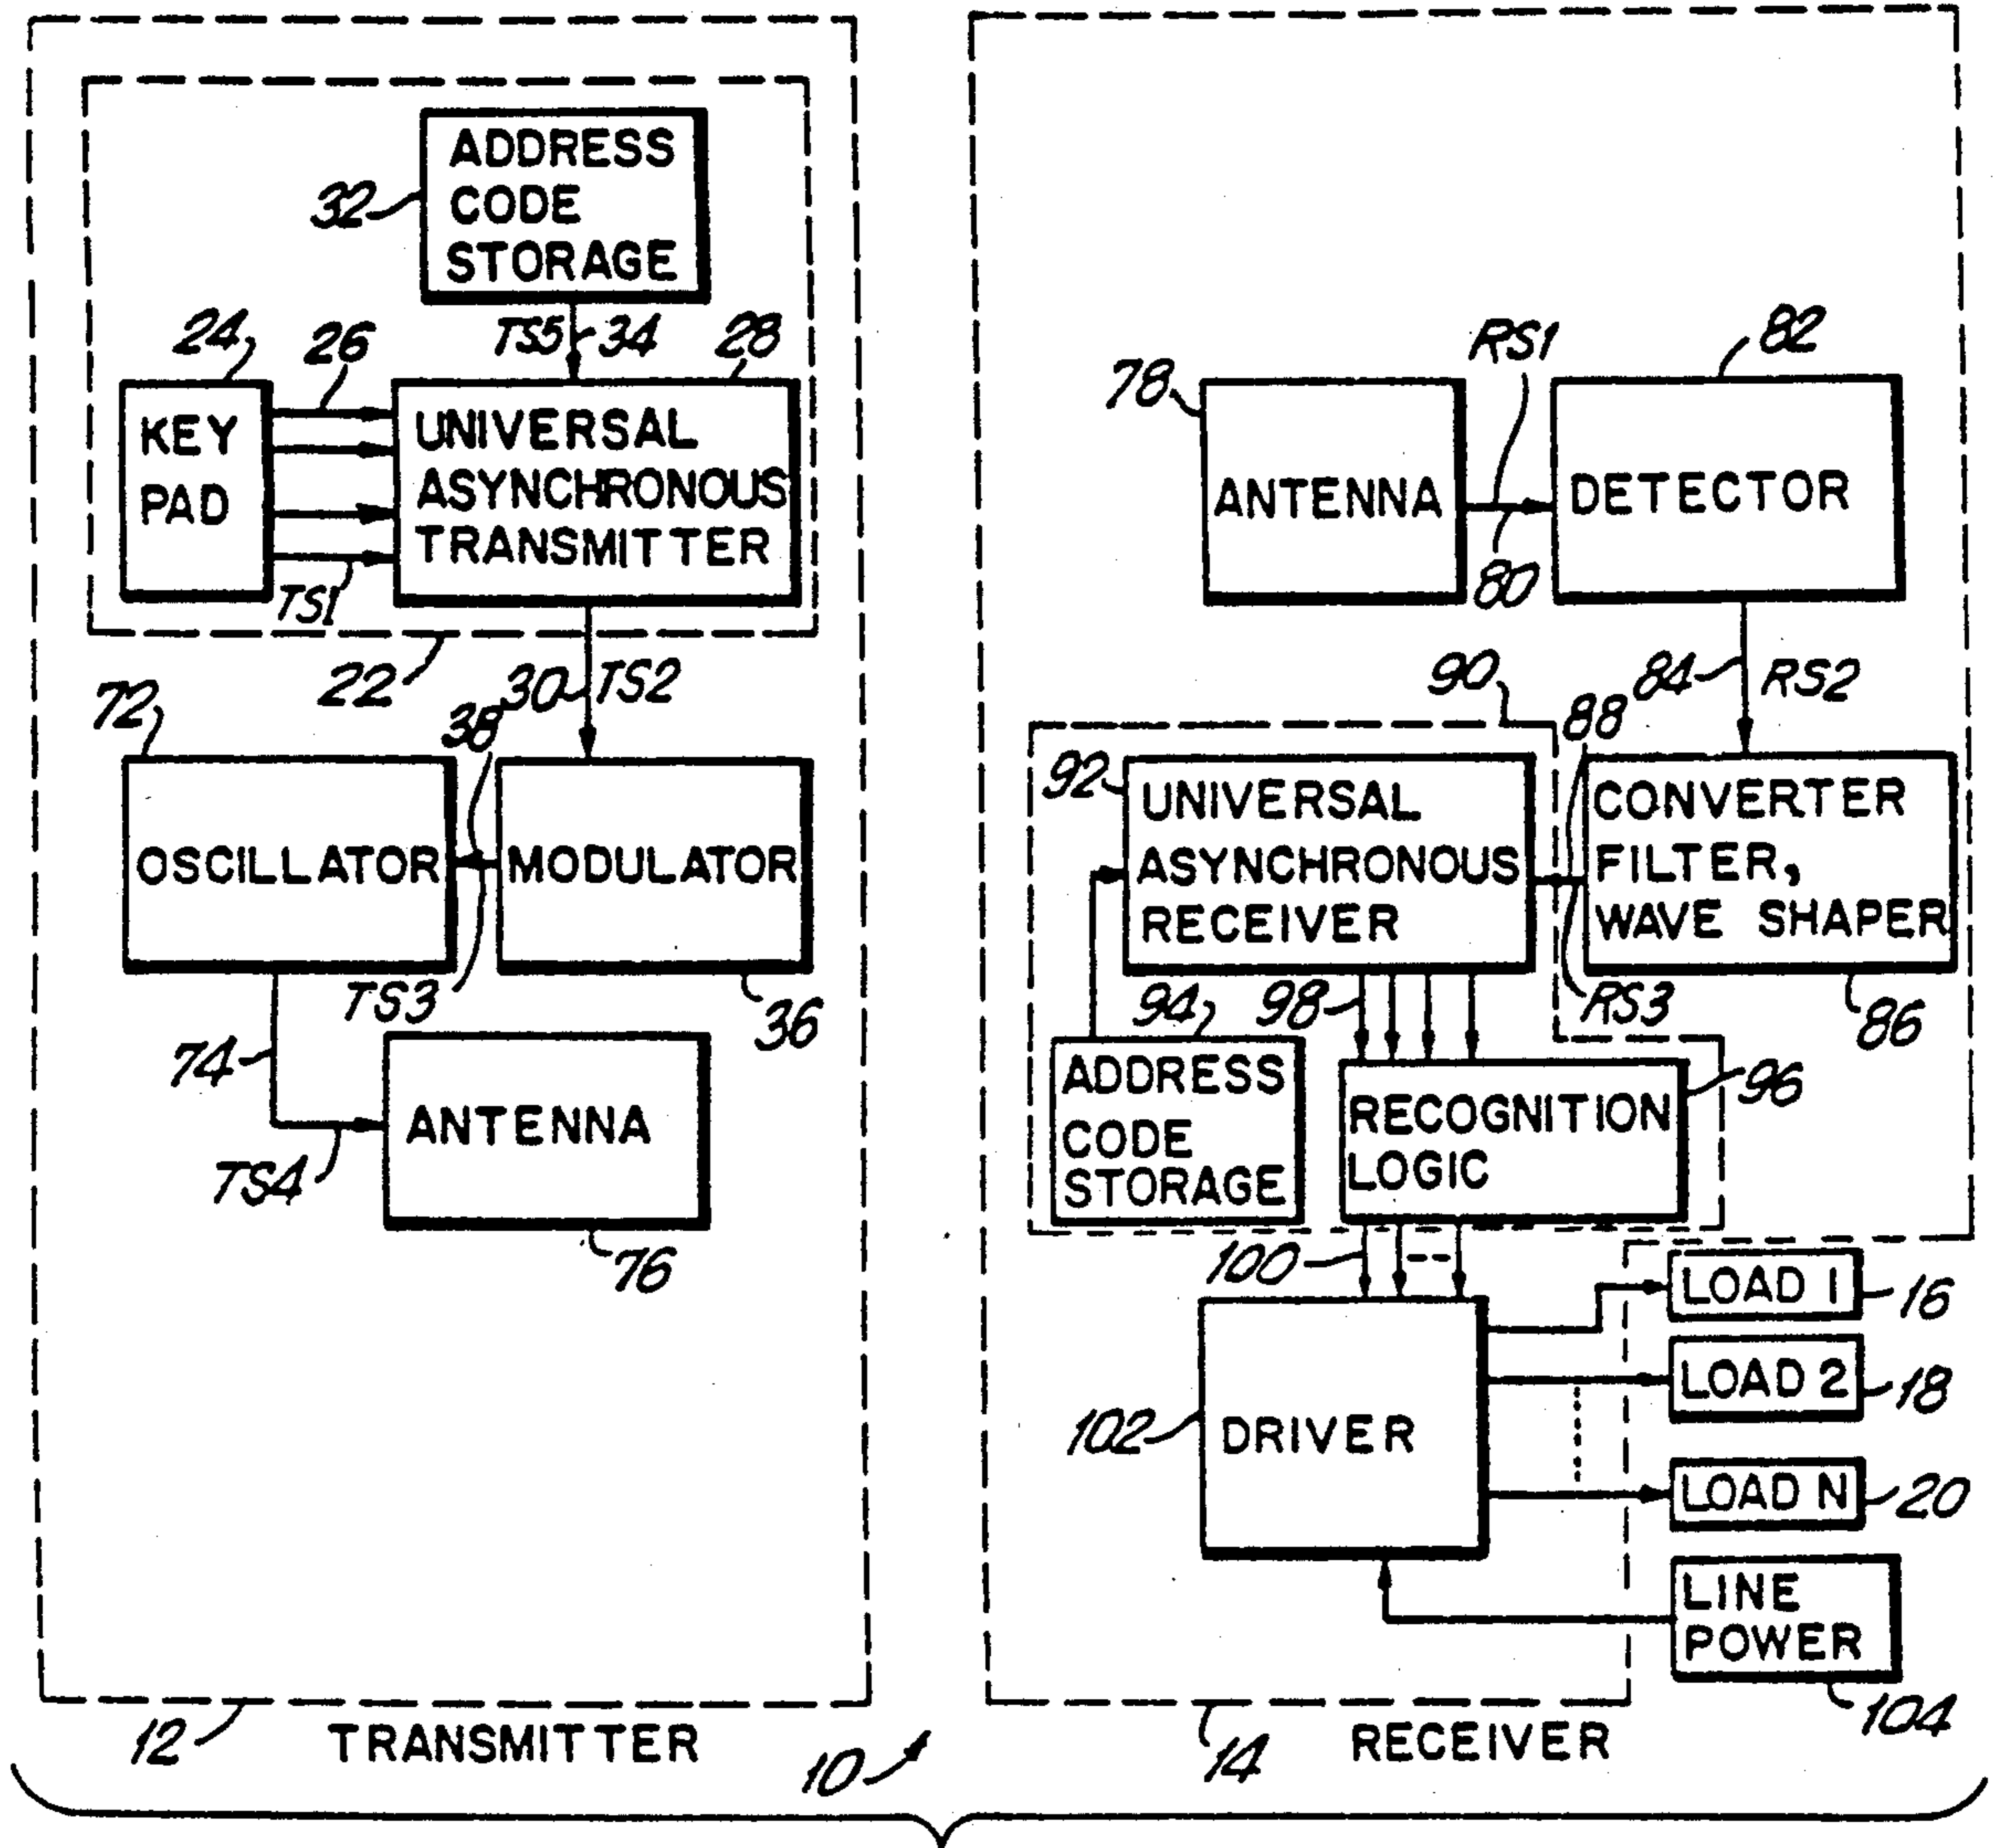 ADDRESS
CODE
STORAGE
32
TS5
34
24
26
28
KEY
PAD
UNIVERSAL
ASYNCHRONOUS
TRANSMITTER
TS1
22
30
TS2
72
38
OSCILLATOR
MODULATOR
TS3
36
74
ANTENNA
TS4
76
12
TRANSMITTER
10
78
ANTENNA
RS1
80
82
DETECTOR
84
RS2
90
88
92
UNIVERSAL
ASYNCHRONOUS
RECEIVER
CONVERTER
FILTER,
WAVE SHAPER
RS3
86
94
98
ADDRESS
CODE
STORAGE
RECOGNITION
LOGIC
96
100
LOAD 1
16
LOAD 2
18
102
DRIVER
LOAD N
20
LINE
POWER
104
14
RECEIVER